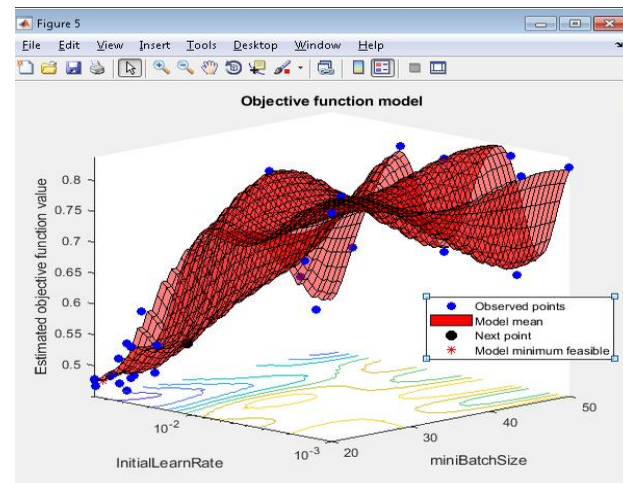 Figure 5
File Edit View Insert Tools Desktop Window Help
Objective function model
Estimated objective function value
0.8
0.75
0.7
0.65
0.6
0.55
0.5
Observed points
Model mean
Next point
Model minimum feasible
10-2
10-3
InitialLearnRate
20
30
40
50
miniBatchSize